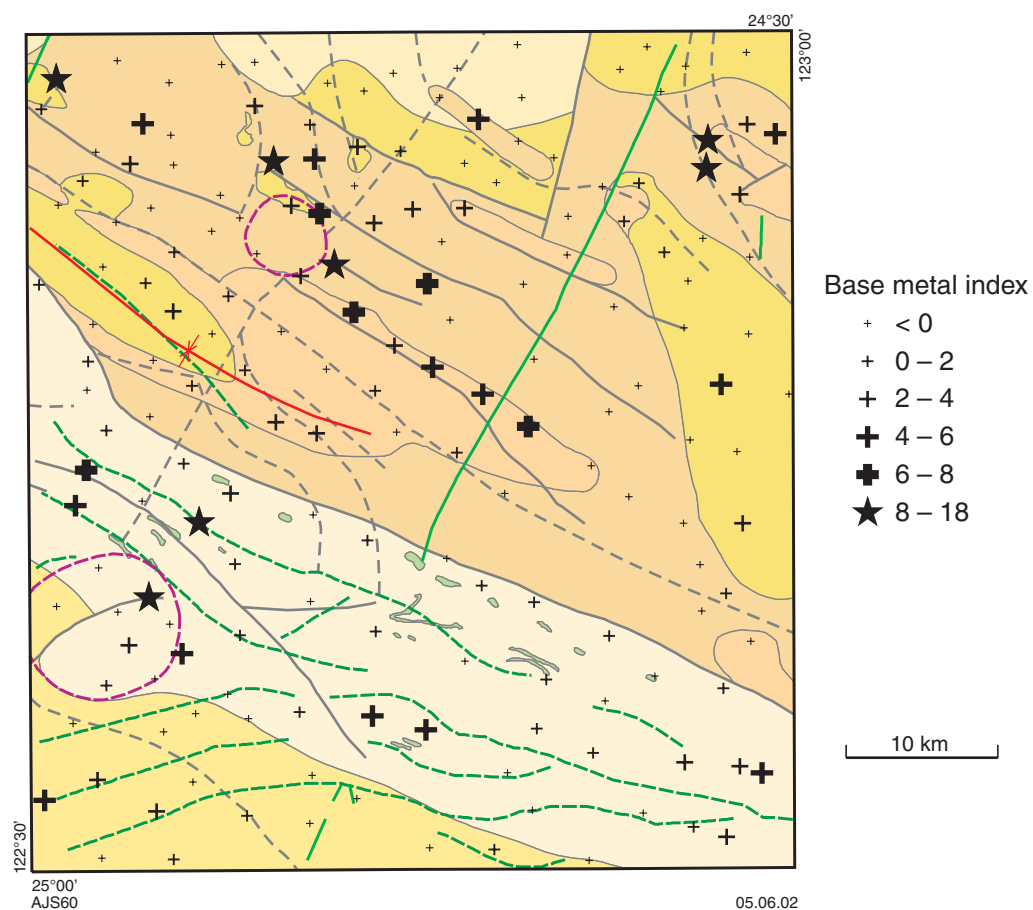 24°30’
123°00’
Base metal index
< 0
0 – 2
2 – 4
4 – 6
6 – 8
8 – 18
10 km
122°30’
25°00’
AJS60
05.06.02